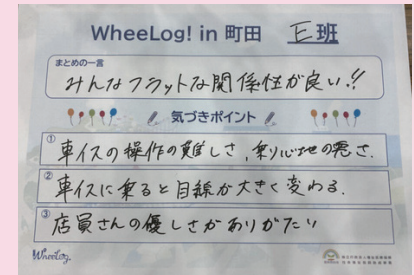 WheeLog! in 町田 E班
まとめの一言
みんなフラットな関係性が良い!!
気づきポイント
① 車イスの操作の難しさ、乗り心地の悪さ.
② 車イスに乗ると目線が大きく変わる.
③ 店員さんの優しさがありがたい
WheeLog!